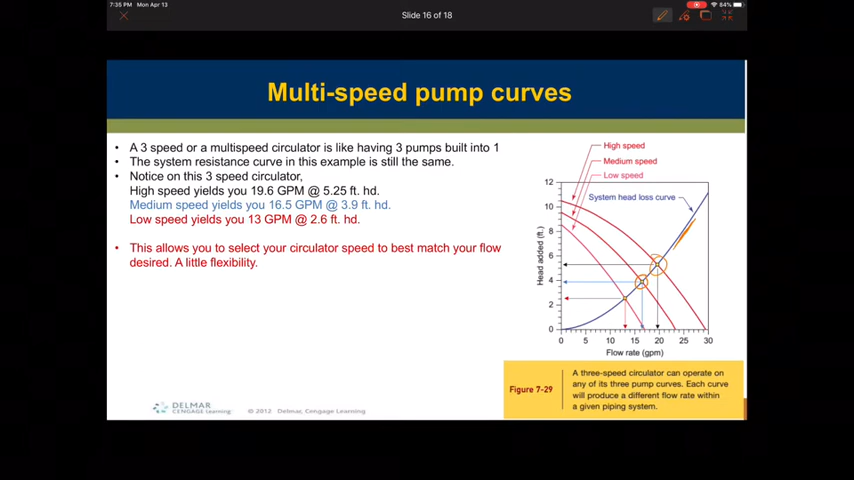 7:35 PM Mon Apr 13
64%
Slide 16 of 18
Multi-speed pump curves
• A 3 speed or a multispeed circulator is like having 3 pumps built into 1
• The system resistance curve in this example is still the same.
• Notice on this 3 speed circulator,
High speed yields you 19.6 GPM @ 5.25 ft. hd.
Medium speed yields you 16.5 GPM @ 3.9 ft. hd.
Low speed yields you 13 GPM @ 2.6 ft. hd.
• This allows you to select your circulator speed to best match your flow
desired. A little flexibility.
High speed
Medium speed
Low speed
System head loss curve
Head added (ft.)
12
10
8
6
4
2
0
0 5 10 15 20 25 30
Flow rate (gpm)
Figure 7-29
A three-speed circulator can operate on
any of its three pump curves. Each curve
will produce a different flow rate within
a given piping system.
DELMAR
CENGAGE Learning
© 2012 Delmar, Cengage Learning